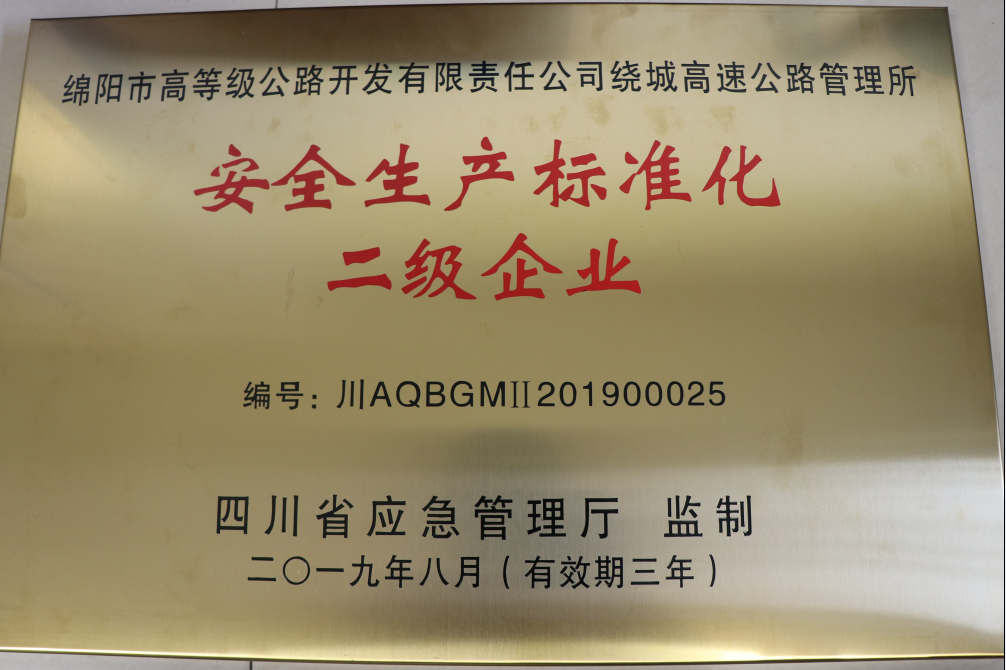 绵阳市高等级公路开发有限责任公司绕城高速公路管理所
安全生产标准化
二级企业
编号：川AQBGMⅡ201900025
四川省应急管理厅 监制
二〇一九年八月（有效期三年）